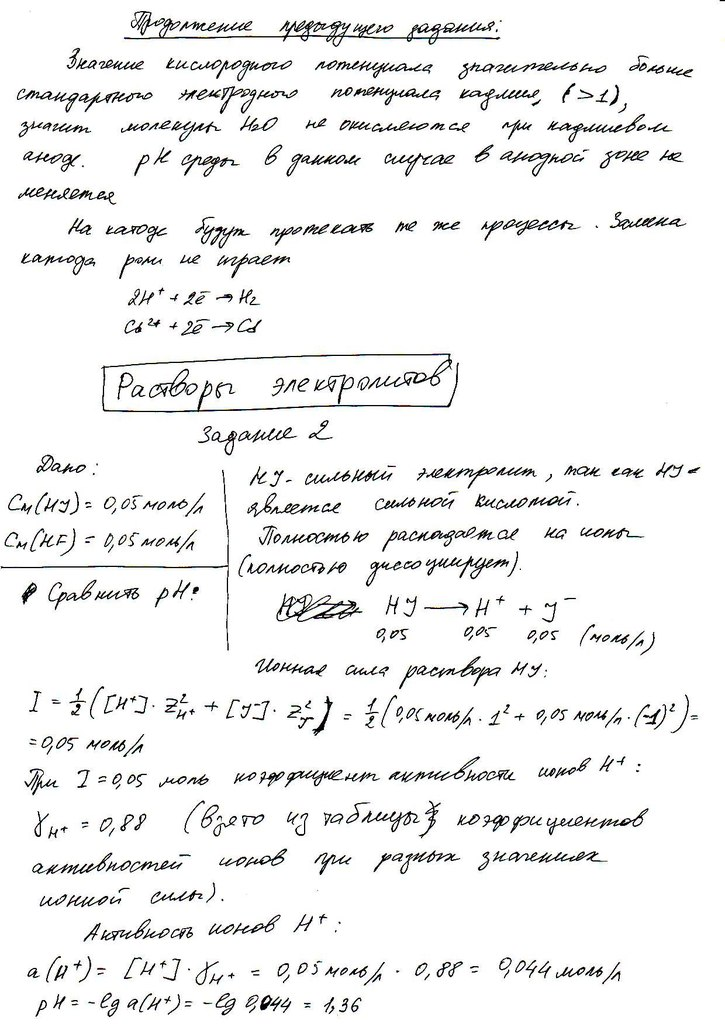 Продолжение предыдущего задания:
Значение кислородного потенциала значительно больше
стандартного электродного потенциала кадмия, (>1),
значит молекулы H2O не окисляются при кадмиевом
аноде. pH среды в данном случае в анодной зоне не
меняется
На катоде будут протекать те же процессы. Замена
катода роли не играет
2H⁺ + 2ē → H₂
Cd²⁺ + 2ē → Cd
Растворы электролитов
Задание 2
Дано:
Cм(HJ) = 0,05 моль/л
Cм(HF) = 0,05 моль/л
Сравнить pH:
HJ - сильный электролит, так как HJ -
является сильной кислотой.
Полностью распадается на ионы
(полностью диссоциирует).
HJ → H⁺ + J⁻
0,05 0,05 0,05 (моль/л)
Ионная сила раствора HJ:
I = 1/2 ([H⁺]·Z²H⁺ + [J⁻]·Z²J⁻) = 1/2 (0,05 моль/л · 1² + 0,05 моль/л · (-1)²) =
= 0,05 моль/л
При I = 0,05 моль коэффициент активности ионов H⁺:
γH⁺ = 0,88 (взято из таблицы коэффициентов
активностей ионов при разных значениях
ионной силы).
Активность ионов H⁺:
a(H⁺) = [H⁺]·γH⁺ = 0,05 моль/л · 0,88 = 0,044 моль/л
pH = -lg a(H⁺) = -lg 0,044 = 1,36